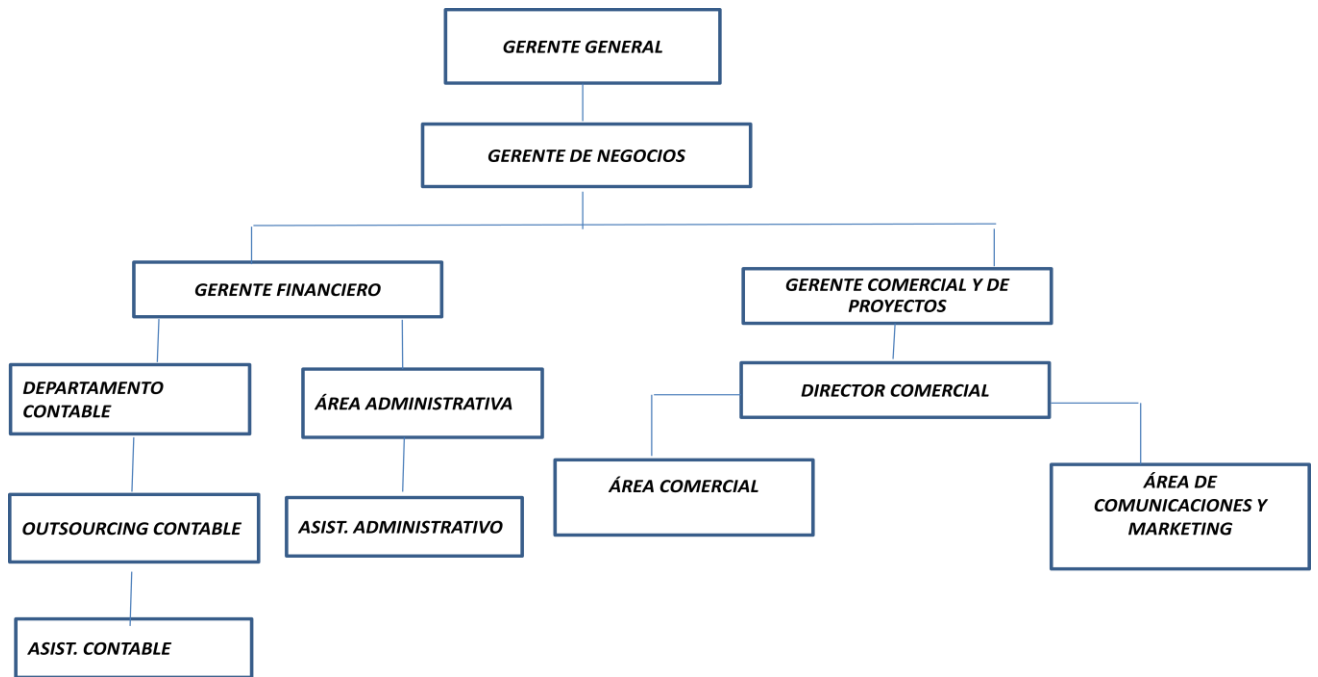 GERENTE GENERAL
GERENTE DE NEGOCIOS
GERENTE FINANCIERO
GERENTE COMERCIAL Y DE
PROYECTOS
DEPARTAMENTO
CONTABLE
ÁREA ADMINISTRATIVA
DIRECTOR COMERCIAL
OUTSOURCING CONTABLE
ASIST. ADMINISTRATIVO
ÁREA COMERCIAL
ÁREA DE
COMUNICACIONES Y
MARKETING
ASIST. CONTABLE